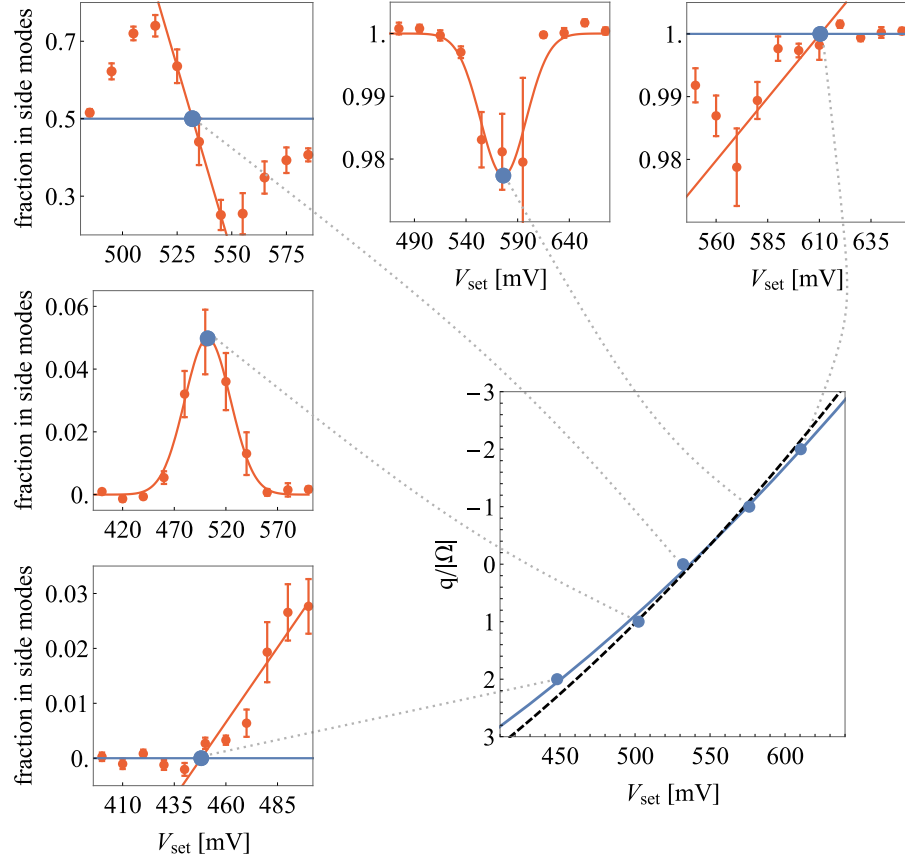 fraction in side modes
0.7
0.5
0.3
500 525 550 575
1.
0.99
0.98
490 540 590 640
V_set [mV]
1.
0.99
0.98
560 585 610 635
V_set [mV]
fraction in side modes
0.06
0.04
0.02
0.
420 470 520 570
fraction in side modes
0.03
0.02
0.01
0.
410 435 460 485
V_set [mV]
q/|Ω|
-3
-2
-1
0
1
2
3
450 500 550 600
V_set [mV]